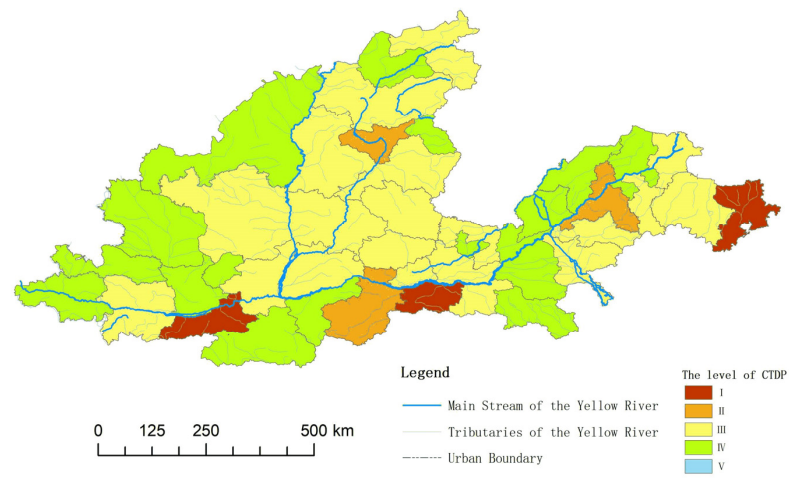 Legend
Main Stream of the Yellow River
Tributaries of the Yellow River
Urban Boundary
The level of CTDP
I
II
III
IV
V
0 125 250 500 km